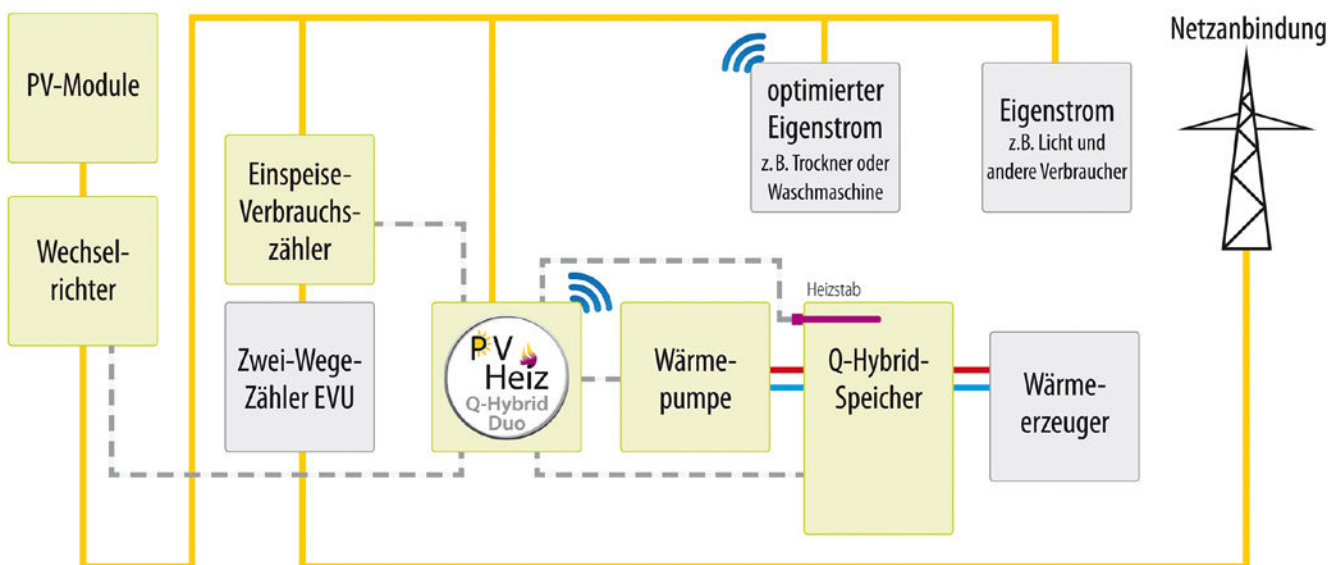 PV-Module
Wechsel-
richter
Einspeise-
Verbrauchs-
zähler
Zwei-Wege-
Zähler EVU
PV
Heiz
Q-Hybrid
Duo
optimierter
Eigenstrom
z. B. Trockner oder
Waschmaschine
Eigenstrom
z.B. Licht und
andere Verbraucher
Netzanbindung
Wärme-
pumpe
Heizstab
Q-Hybrid-
Speicher
Wärme-
erzeuger